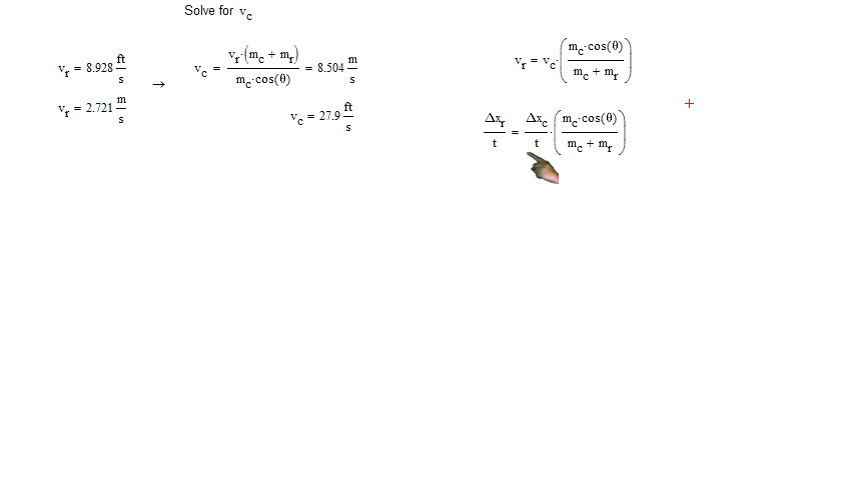 Solve for v_c
v_r = 8.928 ft/s → v_c = v_r·(m_c + m_r) / m_c·cos(θ) = 8.504 m/s
v_r = 2.721 m/s
v_c = 27.9 ft/s
v_r = v_c·(m_c·cos(θ) / m_c + m_r)
Δx_r/t = Δx_c/t·(m_c·cos(θ) / m_c + m_r)